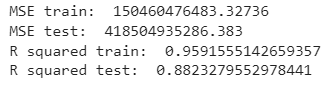 MSE train:  150460476483.32736
MSE test:  418504935286.383
R squared train:  0.9591555142659357
R squared test:  0.8823279552978441